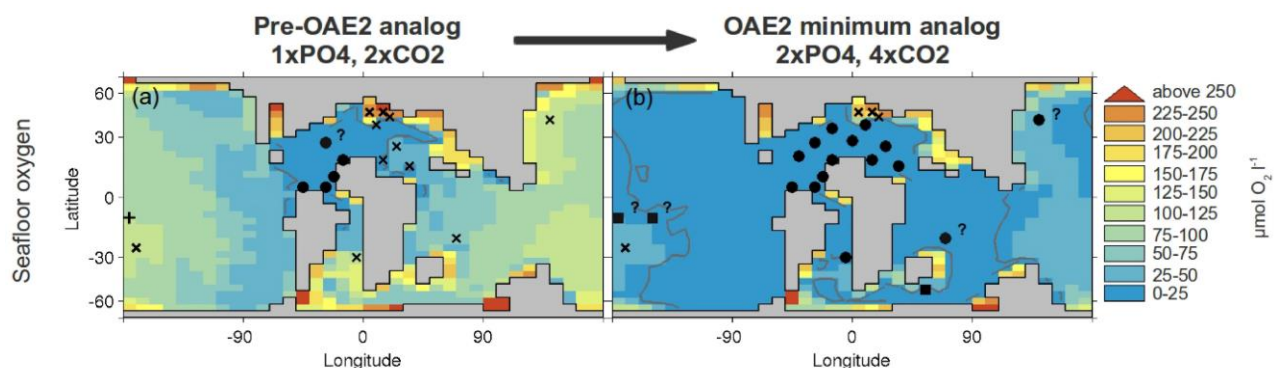 Pre-OAE2 analog
1xPO4, 2xCO2
OAE2 minimum analog
2xPO4, 4xCO2
Seafloor oxygen
Latitude
60
30
0
-30
-60
(a)
?
-90
0
90
Longitude
(b)
?
? ?
?
-90
0
90
Longitude
above 250
225-250
200-225
175-200
150-175
125-150
100-125
75-100
50-75
25-50
0-25
μmol O₂ l⁻¹